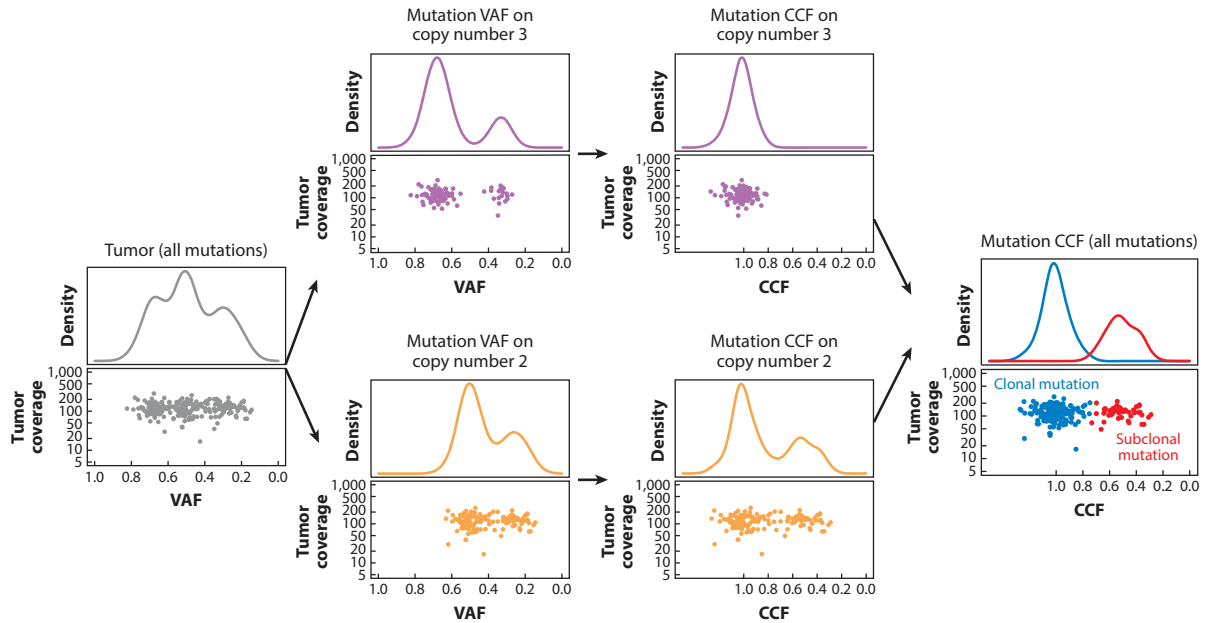 Mutation VAF on
copy number 3
Density
Tumor
coverage
1,000
500
200
100
50
20
10
5
1.0 0.8 0.6 0.4 0.2 0.0
VAF
Mutation CCF on
copy number 3
Density
Tumor
coverage
1,000
500
200
100
50
20
10
5
1.0 0.8 0.6 0.4 0.2 0.0
CCF
Tumor (all mutations)
Density
Tumor
coverage
1,000
500
200
100
50
20
10
5
1.0 0.8 0.6 0.4 0.2 0.0
VAF
Mutation VAF on
copy number 2
Density
Tumor
coverage
1,000
500
200
100
50
20
10
5
1.0 0.8 0.6 0.4 0.2 0.0
VAF
Mutation CCF on
copy number 2
Density
Tumor
coverage
1,000
500
200
100
50
20
10
5
1.0 0.8 0.6 0.4 0.2 0.0
CCF
Mutation CCF (all mutations)
Density
Tumor
coverage
1,000
500
200
100
50
20
10
5
Clonal mutation
Subclonal
mutation
1.0 0.8 0.6 0.4 0.2 0.0
CCF